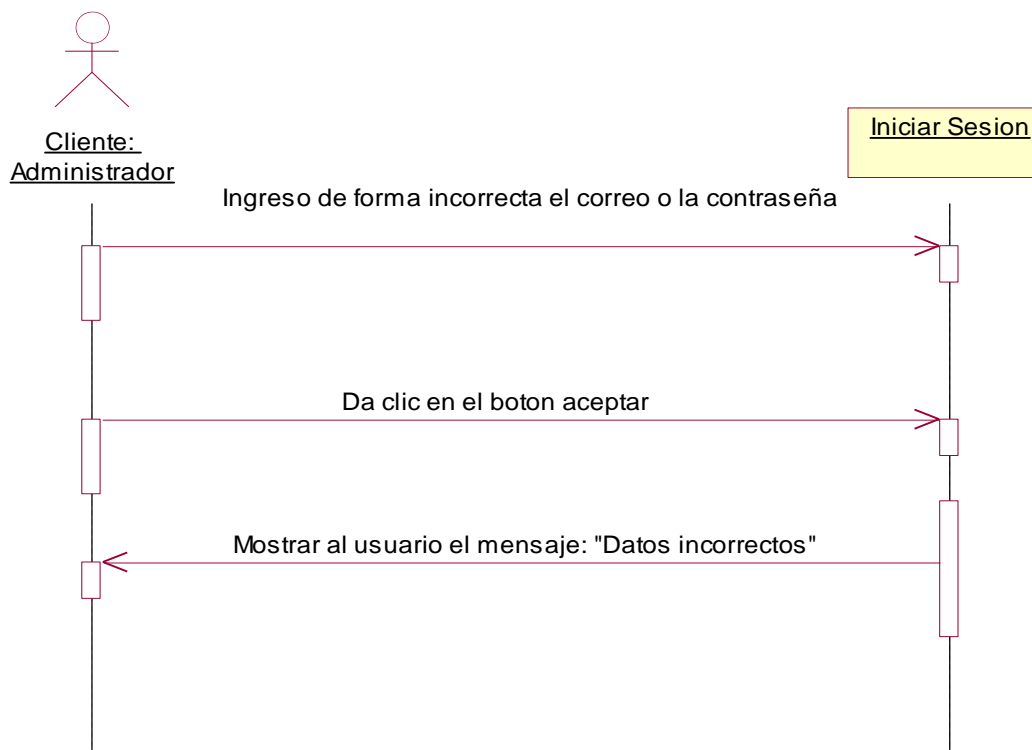 Cliente:
Administrador
Iniciar Sesion
Ingreso de forma incorrecta el correo o la contraseña
Da clic en el boton aceptar
Mostrar al usuario el mensaje: "Datos incorrectos"